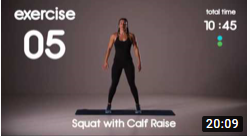 exercise
05
total time
10:45
Squat with Calf Raise
20:09